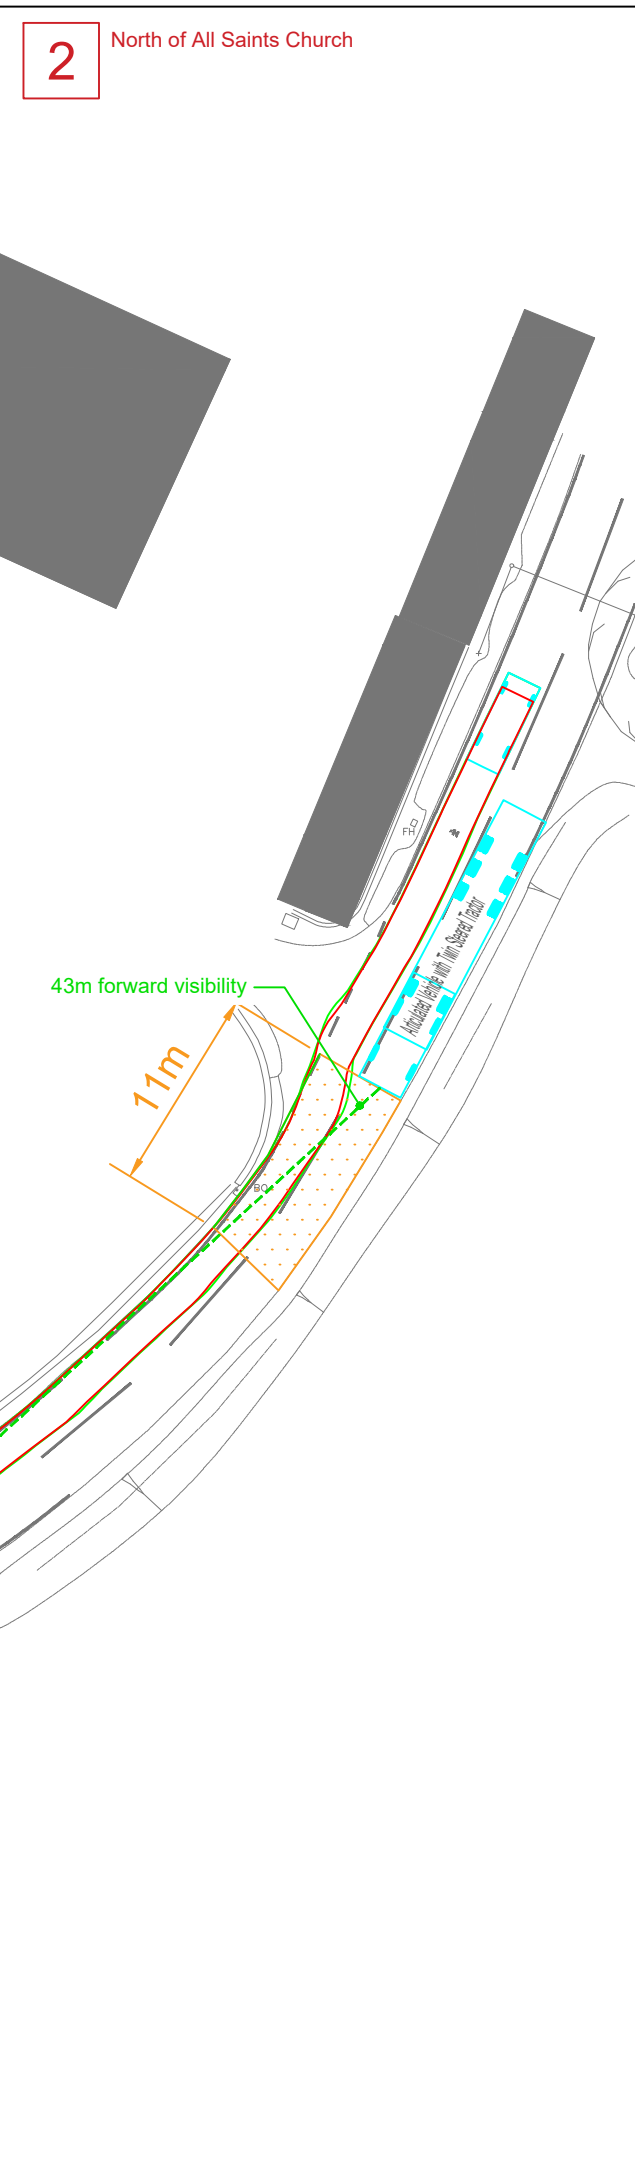 2
North of All Saints Church
FH
Articulated Vehicle with Twin Steered Tractor
43m forward visibility
11m
BO